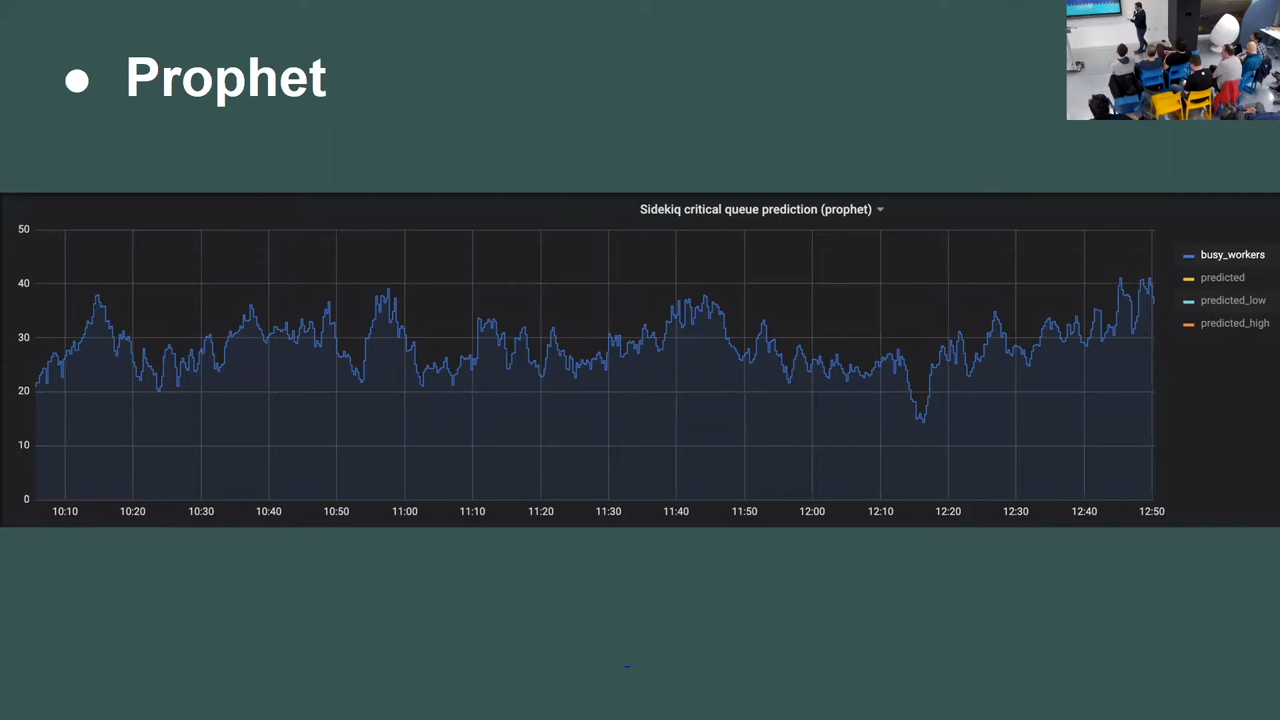 ● Prophet
Sidekiq critical queue prediction (prophet)
50
40
30
20
10
0
10:10 10:20 10:30 10:40 10:50 11:00 11:10 11:20 11:30 11:40 11:50 12:00 12:10 12:20 12:30 12:40 12:50
busy_workers
predicted
predicted_low
predicted_high